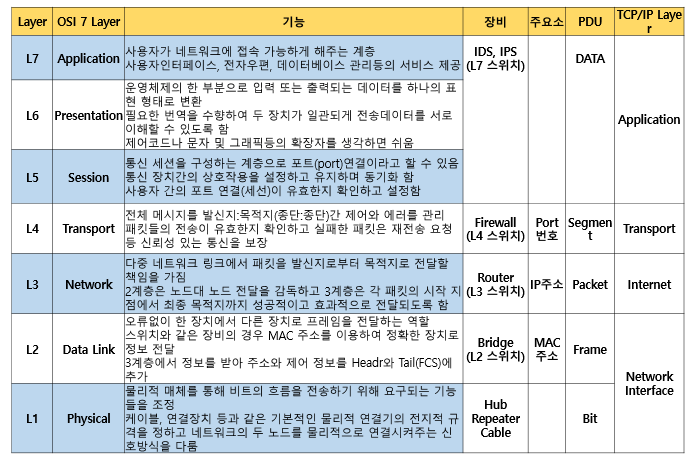 Layer OSI 7 Layer 기능 장비 주요소 PDU TCP/IP Laye
r
L7 Application 사용자가 네트워크에 접속 가능하게 해주는 계층
사용자인터페이스, 전자우편, 데이터베이스 관리등의 서비스 제공
IDS, IPS
(L7 스위치)
DATA
Application
L6 Presentation 운영체제의 한 부분으로 입력 또는 출력되는 데이터를 하나의 표
현 형태로 변환
필요한 번역을 수향하여 두 장치가 일관되게 전송데이터를 서로
이해할 수 있도록 함
제어코드나 문자 및 그래픽등의 확장자를 생각하면 쉬움
L5 Session 통신 세션을 구성하는 계층으로 포트(port)연결이라고 할 수 있음
통신 장치간의 상호작용을 설정하고 유지하며 동기화 함
사용자 간의 포트 연결(세선)이 유효한지 확인하고 설정함
L4 Transport 전체 메시지를 발신지:목적지(종단:종단)간 제어와 에러를 관리
패킷들의 전송이 유효한지 확인하고 실패한 패킷은 재전송 요청
등 신뢰성 있는 통신을 보장
Firewall
(L4 스위치)
Port
번호
Segmen
t
Transport
L3 Network 다중 네트워크 링크에서 패킷을 발신지로부터 목적지로 전달할
책임을 가짐
2계층은 노드대 노드 전달을 감독하고 3계층은 각 패킷의 시작 지
점에서 최종 목적지까지 성공적이고 효과적으로 전달되도록 함
Router
(L3 스위치)
IP주소
Packet
Internet
L2 Data Link 오류없이 한 장치에서 다른 장치로 프레임을 전달하는 역할
스위치와 같은 장비의 경우 MAC 주소를 이용하여 정확한 장치로
정보 전달
3계층에서 정보를 받아 주소와 제어 정보를 Headr와 Tail(FCS)에
추가
Bridge
(L2 스위치)
MAC
주소
Frame
Network
Interface
L1 Physical 물리적 매체를 통해 비트의 흐름을 전송하기 위해 요구되는 기능
들을 조정
케이블, 연결장치 등과 같은 기본적인 물리적 연결기의 전지적 규
격을 정하고 네트워크의 두 노드를 물리적으로 연결시켜주는 신
호방식을 다룸
Hub
Repeater
Cable
Bit